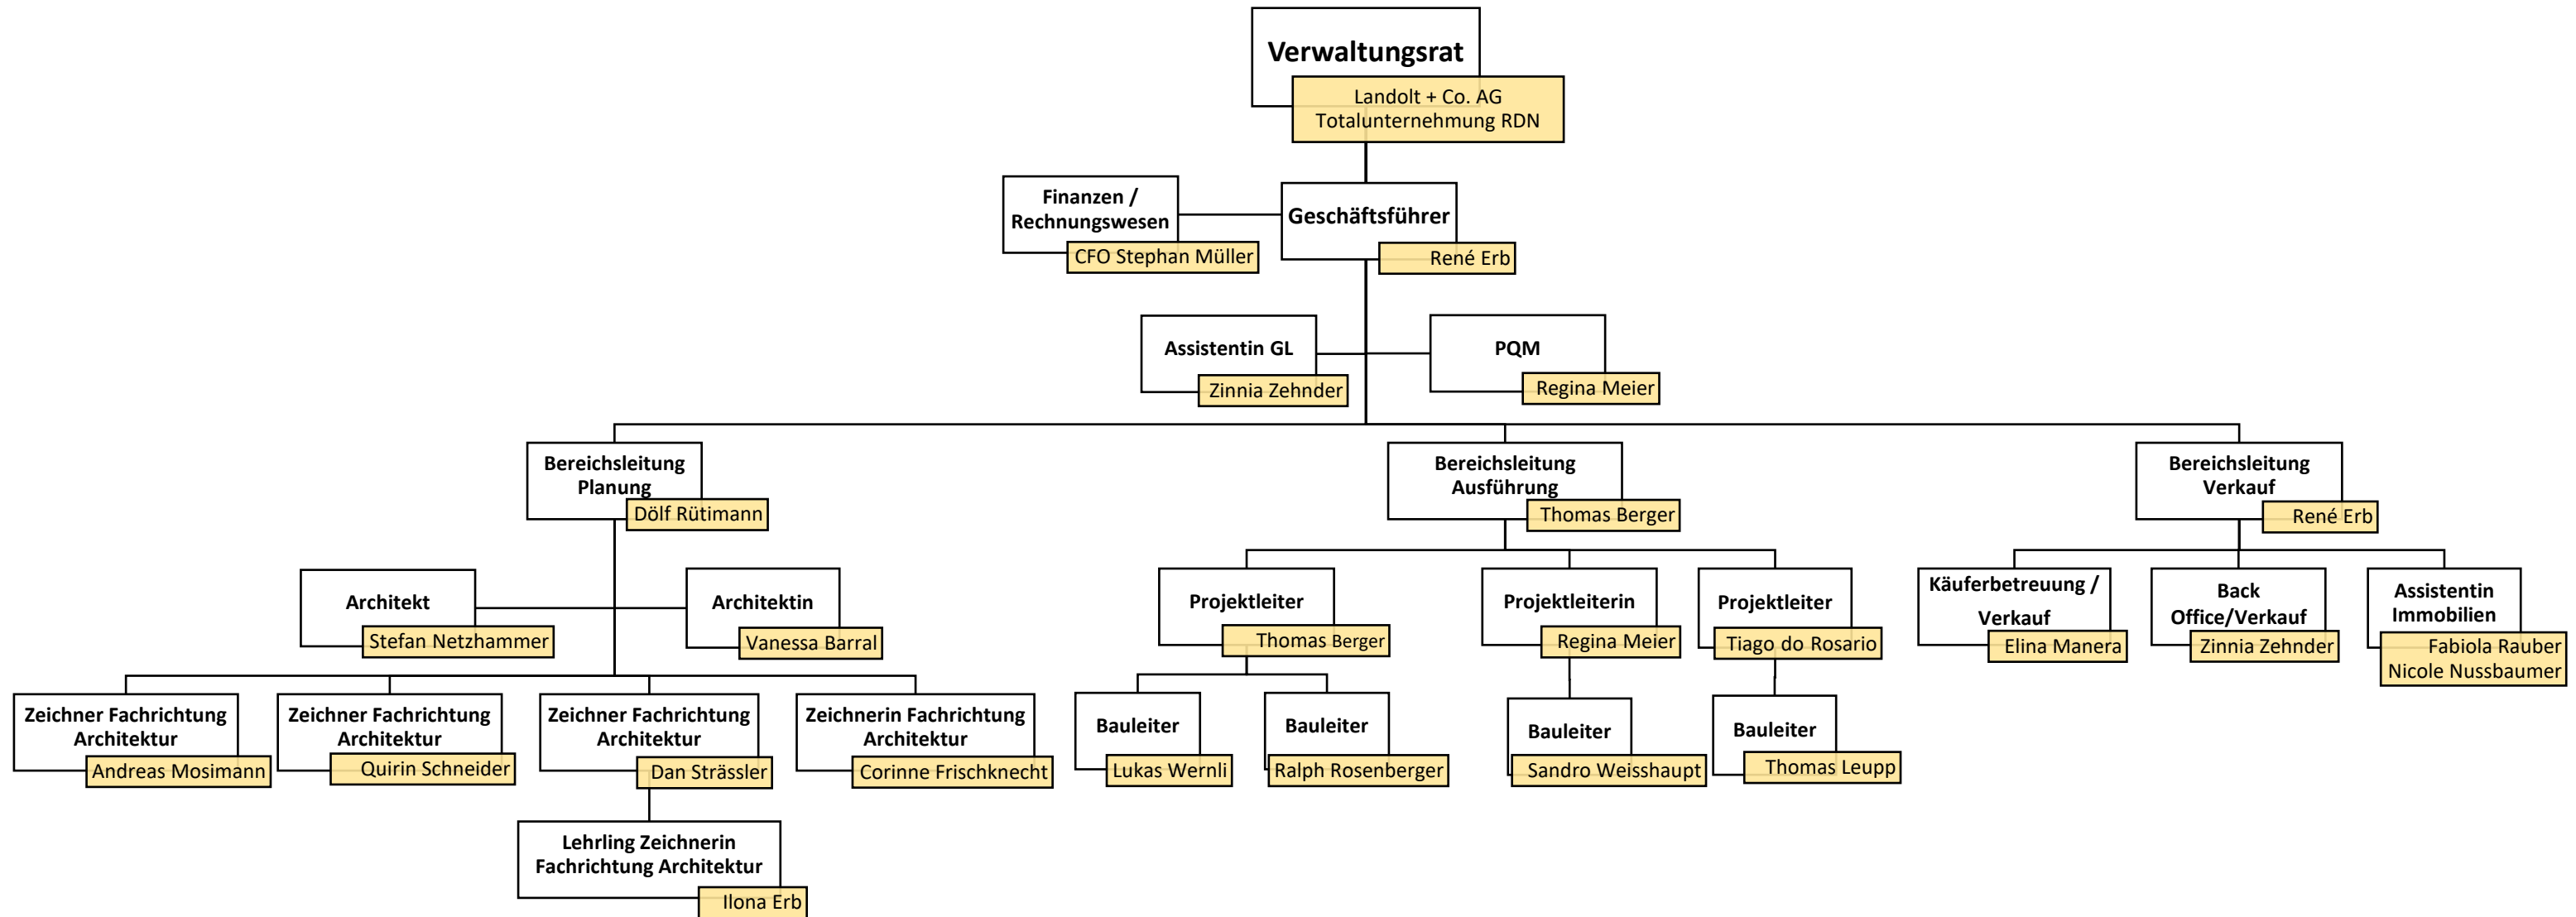 Verwaltungsrat
Landolt + Co. AG
Totalunternehmung RDN
Finanzen /
Rechnungswesen
CFO Stephan Müller
Geschäftsführer
René Erb
Assistentin GL
Zinnia Zehnder
PQM
Regina Meier
Bereichsleitung
Planung
Dölf Rütimann
Bereichsleitung
Ausführung
Thomas Berger
Bereichsleitung
Verkauf
René Erb
Architekt
Stefan Netzhammer
Architektin
Vanessa Barral
Projektleiter
Thomas Berger
Projektleiterin
Regina Meier
Projektleiter
Tiago do Rosario
Käuferbetreuung /
Verkauf
Elina Manera
Back
Office/Verkauf
Zinnia Zehnder
Assistentin
Immobilien
Fabiola Rauber
Nicole Nussbaumer
Zeichner Fachrichtung
Architektur
Andreas Mosimann
Zeichner Fachrichtung
Architektur
Quirin Schneider
Zeichner Fachrichtung
Architektur
Dan Strässler
Zeichnerin Fachrichtung
Architektur
Corinne Frischknecht
Bauleiter
Lukas Wernli
Bauleiter
Ralph Rosenberger
Bauleiter
Sandro Weisshaupt
Bauleiter
Thomas Leupp
Lehrling Zeichnerin
Fachrichtung Architektur
Ilona Erb